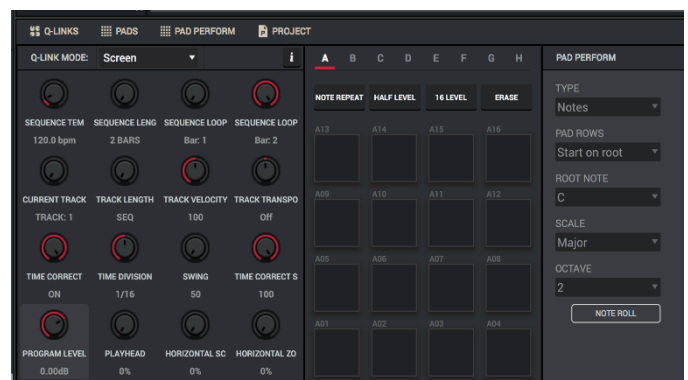 Q-LINKS PADS PAD PERFORM PROJECT
Q-LINK MODE: Screen i A B C D E F G H PAD PERFORM
NOTE REPEAT HALF LEVEL 16 LEVEL ERASE TYPE
Notes
SEQUENCE TEM SEQUENCE LENG SEQUENCE LOOP SEQUENCE LOOP A13 A14 A15 A16 PAD ROWS
120.0 bpm 2 BARS Bar: 1 Bar: 2 Start on root
ROOT NOTE
CURRENT TRACK TRACK LENGTH TRACK VELOCITY TRACK TRANSPO A09 A10 A11 A12 C
TRACK: 1 SEQ 100 Off
SCALE
Major
TIME CORRECT TIME DIVISION SWING TIME CORRECT S A05 A06 A07 A08 OCTAVE
ON 1/16 50 100 2
NOTE ROLL
A01 A02 A03 A04
PROGRAM LEVEL PLAYHEAD HORIZONTAL SC HORIZONTAL ZO
0.00dB 0% 0% 0%